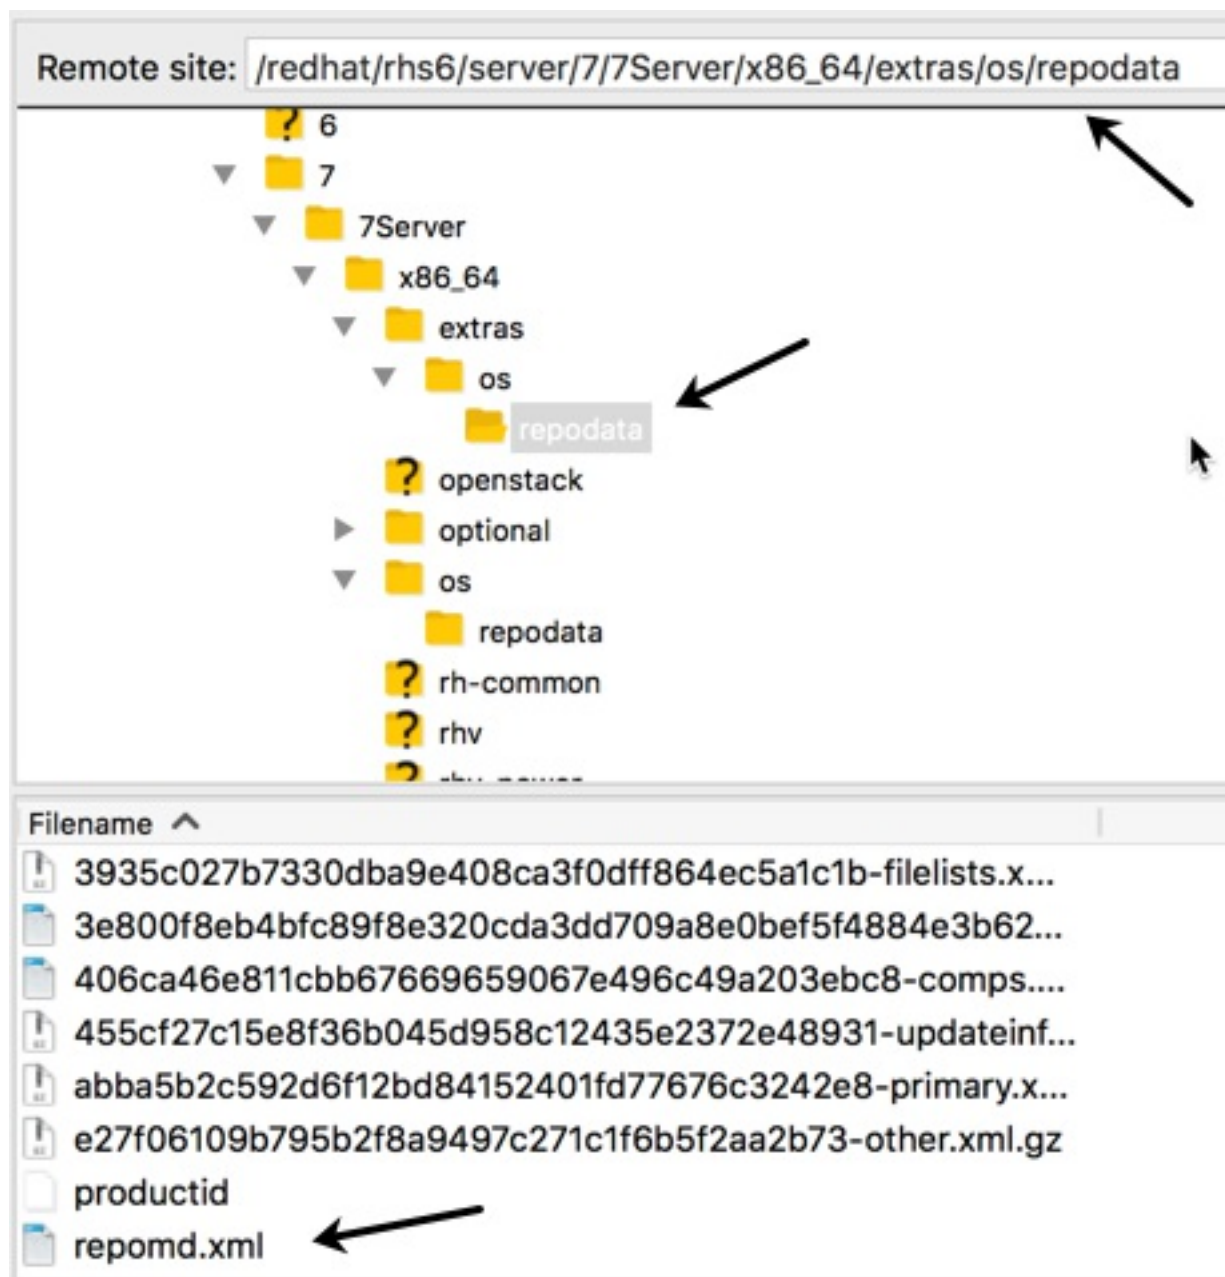 Remote site: /redhat/rhs6/server/7/7Server/x86_64/extras/os/repodata
6
7
7Server
x86_64
extras
os
repodata
openstack
optional
os
repodata
rh-common
rhv
Filename
3935c027b7330dba9e408ca3f0dff864ec5a1c1b-filelists.x...
3e800f8eb4bfc89f8e320cda3dd709a8e0bef5f4884e3b62...
406ca46e811cbb67669659067e496c49a203ebc8-comps....
455cf27c15e8f36b045d958c12435e2372e48931-updateinf...
abba5b2c592d6f12bd84152401fd77676c3242e8-primary.x...
e27f06109b795b2f8a9497c271c1f6b5f2aa2b73-other.xml.gz
productid
repomd.xml